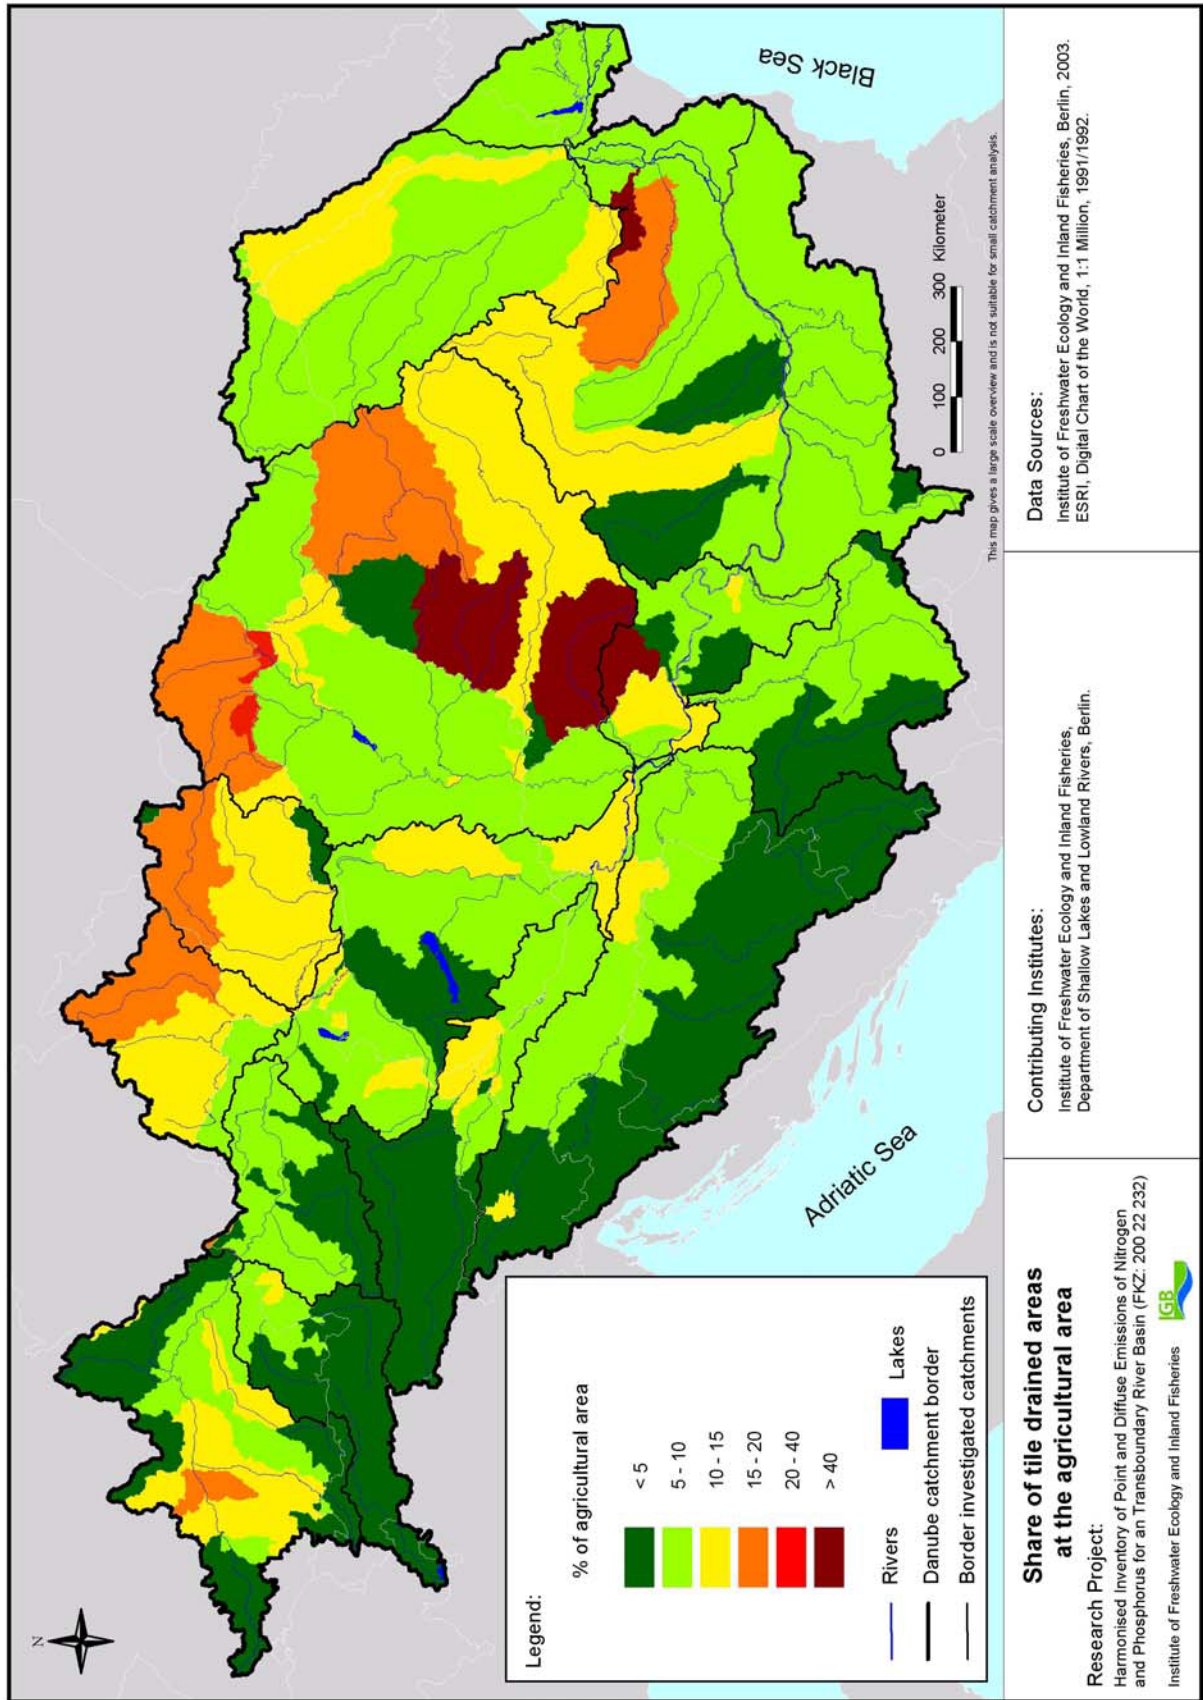 N
Black Sea
Adriatic Sea
0 100 200 300 Kilometer
This map gives a large scale overview and is not suitable for small catchment analysis.
Legend:
% of agricultural area
< 5
5 - 10
10 - 15
15 - 20
20 - 40
> 40
Rivers
Lakes
Danube catchment border
Border investigated catchments
Share of tile drained areas
at the agricultural area
Research Project:
Harmonised Inventory of Point and Diffuse Emissions of Nitrogen
and Phosphorus for an Transboundary River Basin (FKZ: 200 22 232)
Institute of Freshwater Ecology and Inland Fisheries
IGB
Contributing Institutes:
Institute of Freshwater Ecology and Inland Fisheries,
Department of Shallow Lakes and Lowland Rivers, Berlin.
Data Sources:
Institute of Freshwater Ecology and Inland Fisheries, Berlin, 2003.
ESRI, Digital Chart of the World, 1:1 Million, 1991/1992.